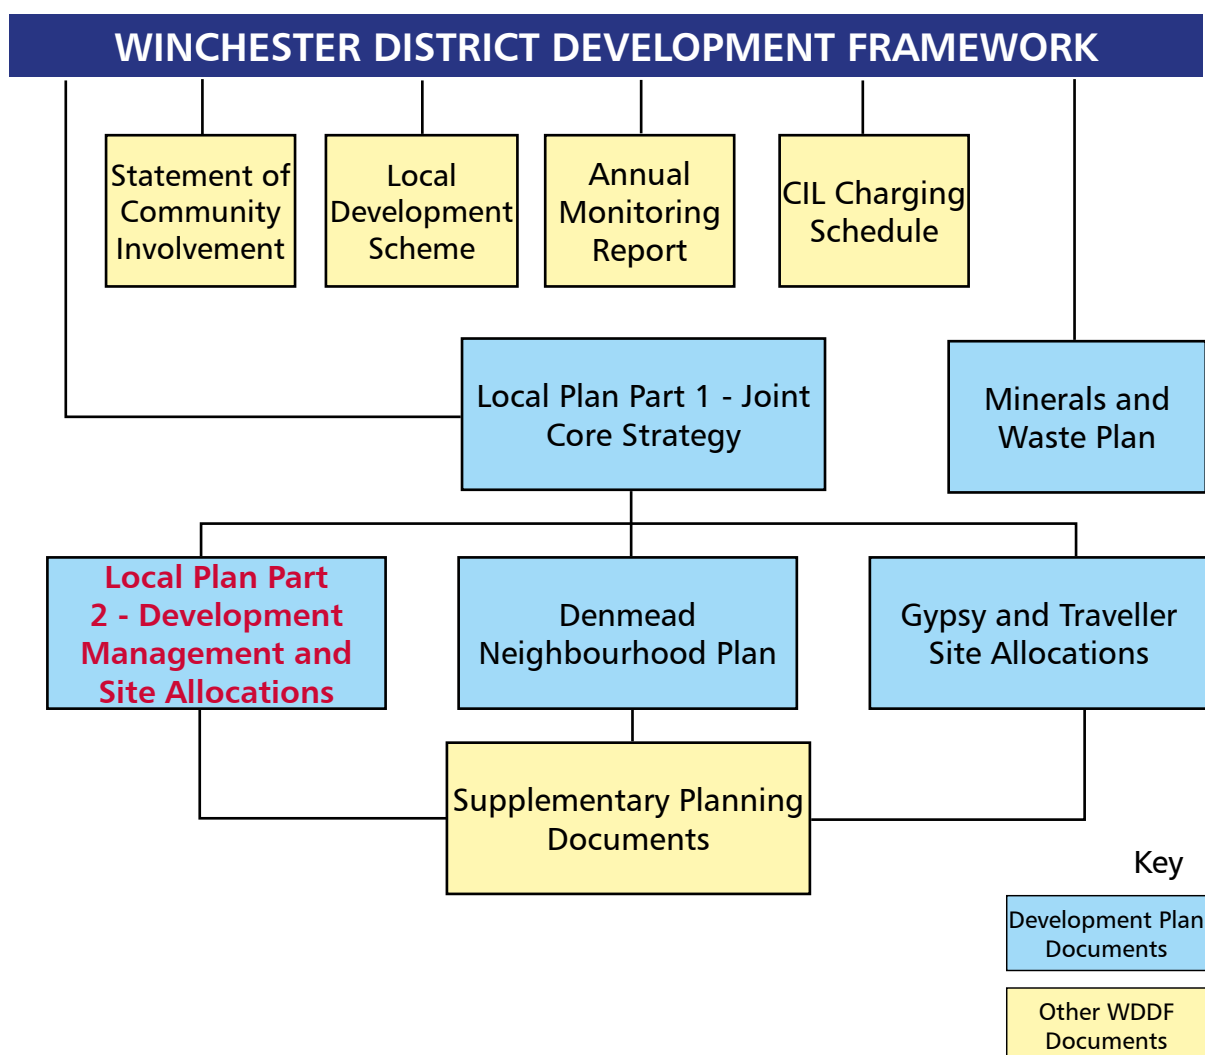 WINCHESTER DISTRICT DEVELOPMENT FRAMEWORK
Statement of
Community
Involvement
Local
Development
Scheme
Annual
Monitoring
Report
CIL Charging
Schedule
Local Plan Part 1 - Joint
Core Strategy
Minerals and
Waste Plan
Local Plan Part
2 - Development
Management and
Site Allocations
Denmead
Neighbourhood Plan
Gypsy and Traveller
Site Allocations
Supplementary Planning
Documents
Key
Development Plan
Documents
Other WDDF
Documents